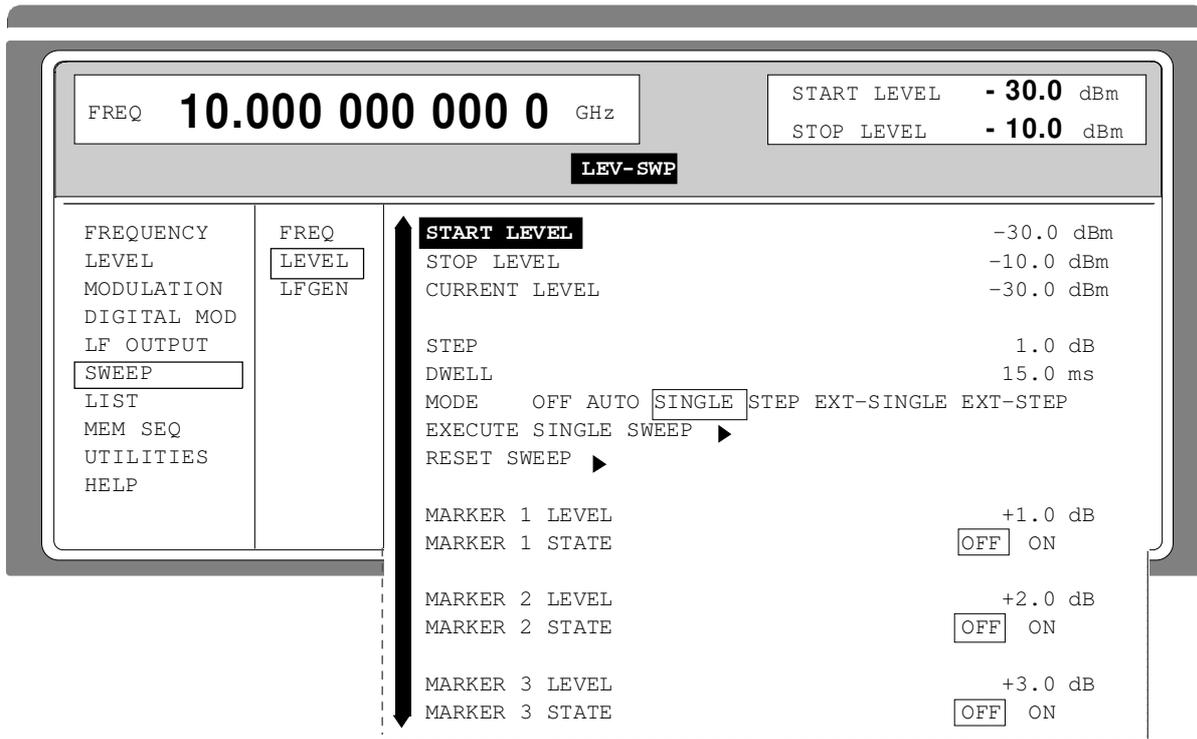 FREQ 10.000 000 000 0 GHz
START LEVEL - 30.0 dBm
STOP LEVEL - 10.0 dBm
LEV-SWP
FREQUENCY
LEVEL
MODULATION
DIGITAL MOD
LF OUTPUT
SWEEP
LIST
MEM SEQ
UTILITIES
HELP
FREQ
LEVEL
LFGEN
START LEVEL -30.0 dBm
STOP LEVEL -10.0 dBm
CURRENT LEVEL -30.0 dBm
STEP 1.0 dB
DWELL 15.0 ms
MODE OFF AUTO SINGLE STEP EXT-SINGLE EXT-STEP
EXECUTE SINGLE SWEEP
RESET SWEEP
MARKER 1 LEVEL +1.0 dB
MARKER 1 STATE OFF ON
MARKER 2 LEVEL +2.0 dB
MARKER 2 STATE OFF ON
MARKER 3 LEVEL +3.0 dB
MARKER 3 STATE OFF ON